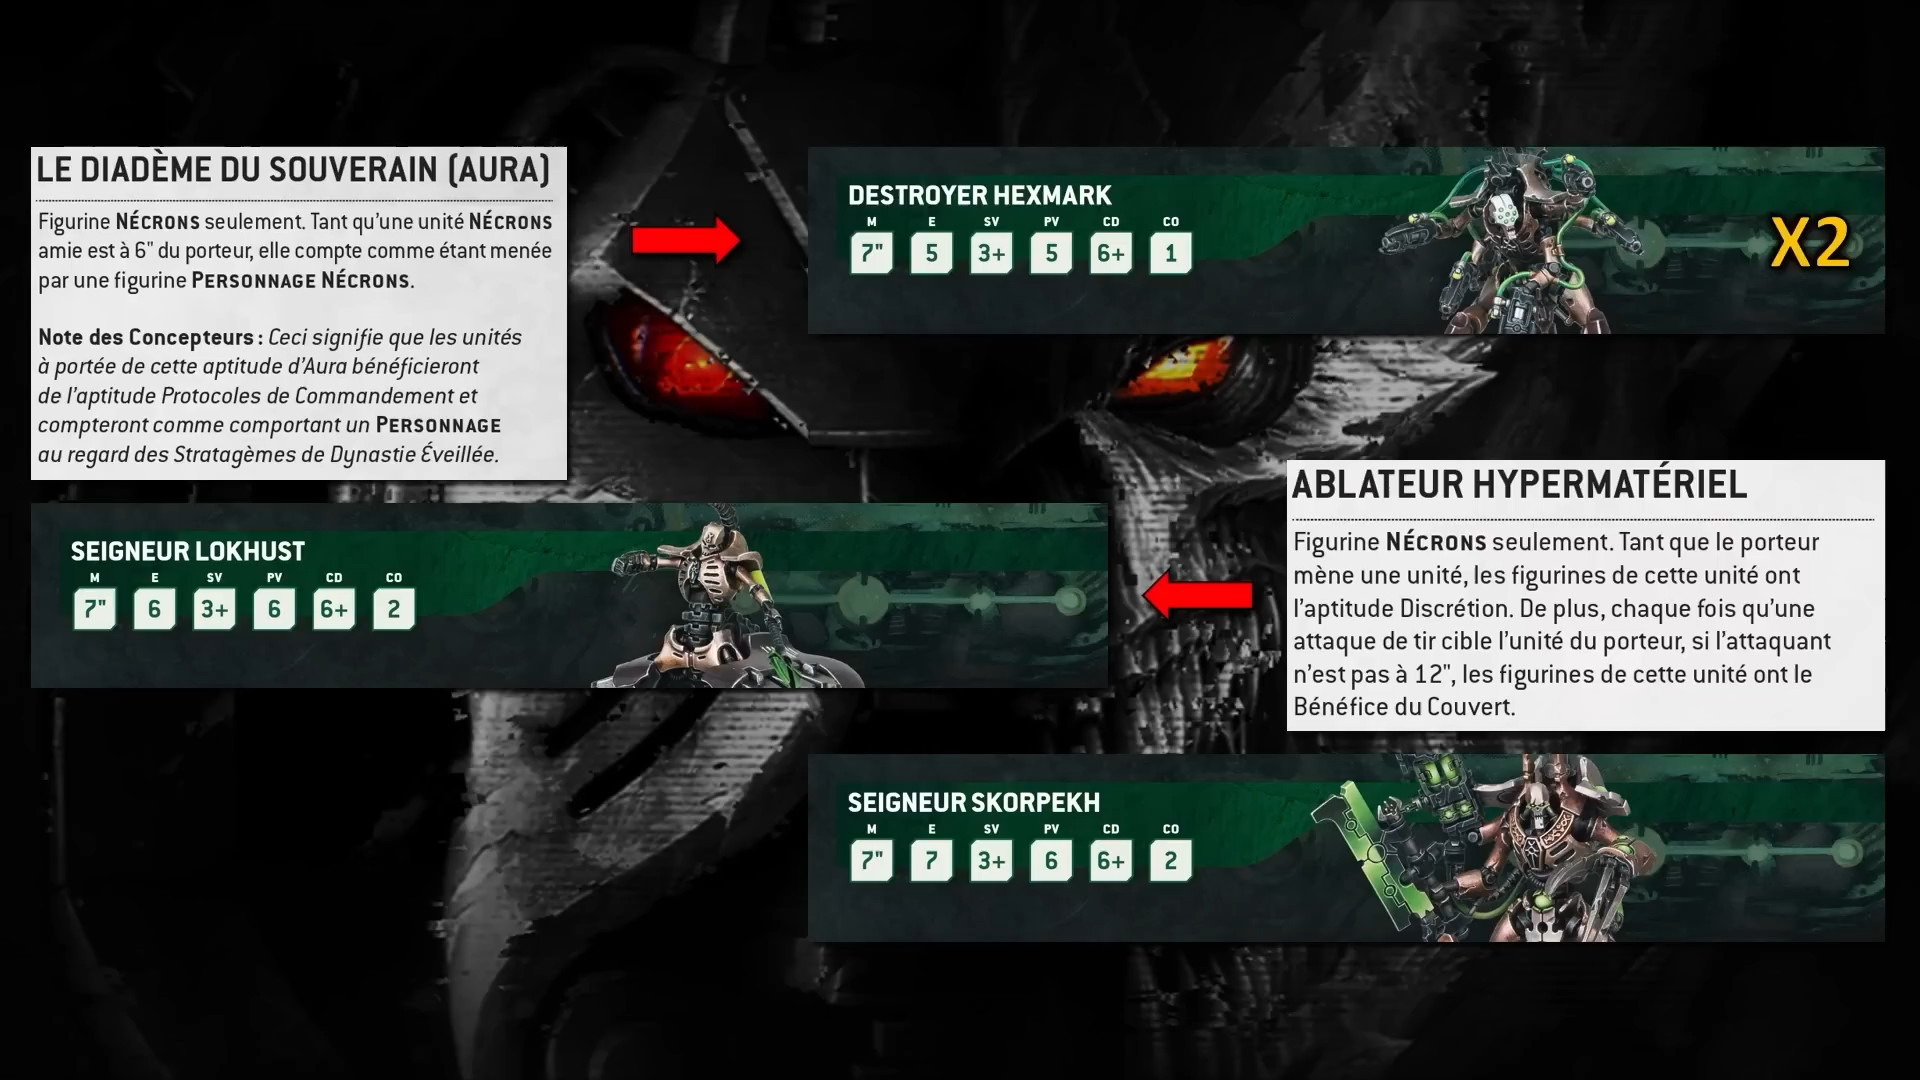 LE DIADÈME DU SOUVERAIN (AURA)
Figurine NÉCRONS seulement. Tant qu'une unité NÉCRONS
amie est à 6" du porteur, elle compte comme étant menée
par une figurine PERSONNAGE NÉCRONS.
Note des Concepteurs : Ceci signifie que les unités
à portée de cette aptitude d'Aura bénéficieront
de l'aptitude Protocoles de Commandement et
compteront comme comportant un PERSONNAGE
au regard des Stratagèmes de Dynastie Éveillée.
DESTROYER HEXMARK
M E SV PV CD CO
7" 5 3+ 5 6+ 1
X2
SEIGNEUR LOKHUST
M E SV PV CD CO
7" 6 3+ 6 6+ 2
ABLATEUR HYPERMATÉRIEL
Figurine NÉCRONS seulement. Tant que le porteur
mène une unité, les figurines de cette unité ont
l'aptitude Discrétion. De plus, chaque fois qu'une
attaque de tir cible l'unité du porteur, si l'attaquant
n'est pas à 12", les figurines de cette unité ont le
Bénéfice du Couvert.
SEIGNEUR SKORPEKH
M E SV PV CD CO
7" 7 3+ 6 6+ 2